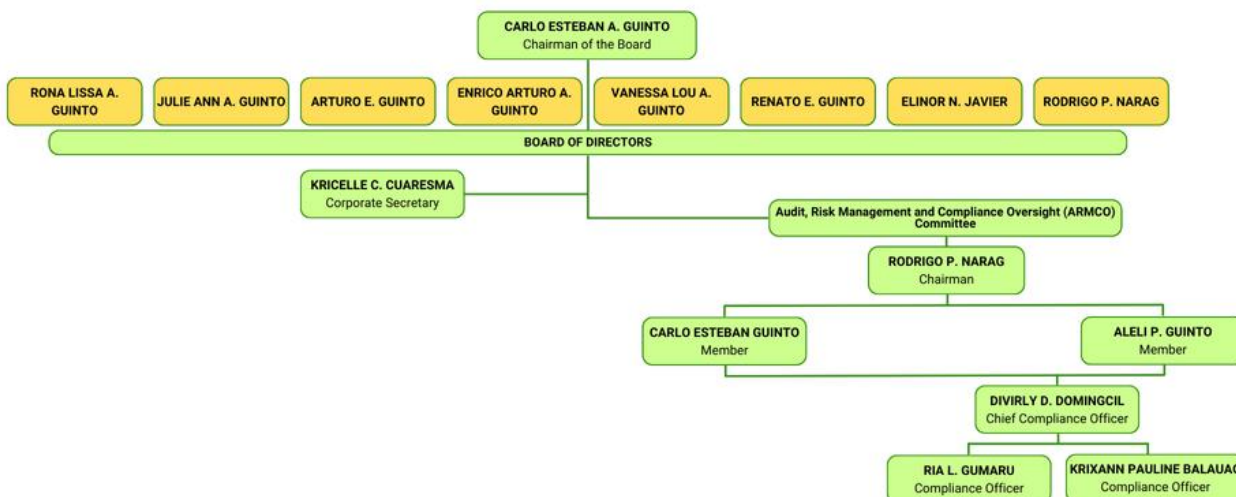 CARLO ESTEBAN A. GUINTO
Chairman of the Board
RONA LISSA A.
GUINTO
JULIE ANN A. GUINTO
ARTURO E. GUINTO
ENRICO ARTURO A.
GUINTO
VANESSA LOU A.
GUINTO
RENATO E. GUINTO
ELINOR N. JAVIER
RODRIGO P. NARAG
BOARD OF DIRECTORS
KRICELLE C. CUARESMA
Corporate Secretary
Audit, Risk Management and Compliance Oversight (ARMCO)
Committee
RODRIGO P. NARAG
Chairman
CARLO ESTEBAN GUINTO
Member
ALELI P. GUINTO
Member
DIVIRLY D. DOMINGCIL
Chief Compliance Officer
RIA L. GUMARU
Compliance Officer
KRIXANN PAULINE BALAUAG
Compliance Officer